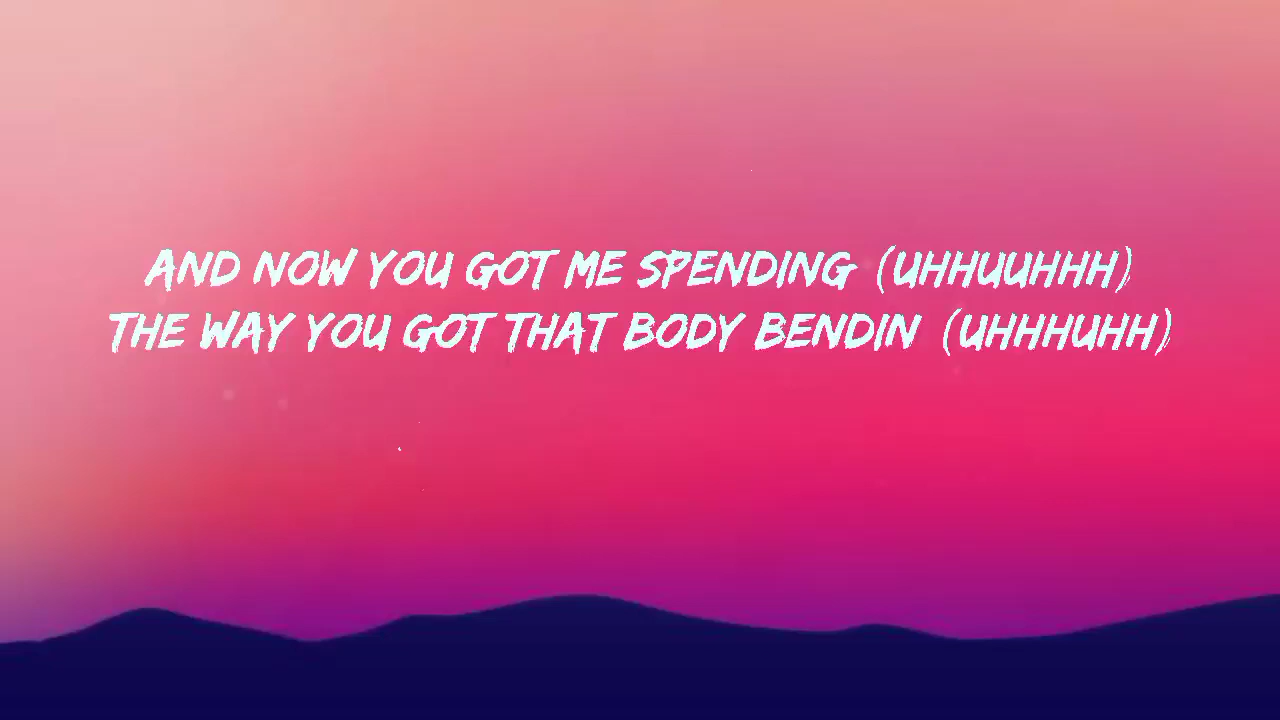 AND NOW YOU GOT ME SPENDING (UHHUUHHH)
THE WAY YOU GOT THAT BODY BENDIN (UHHHUHH)